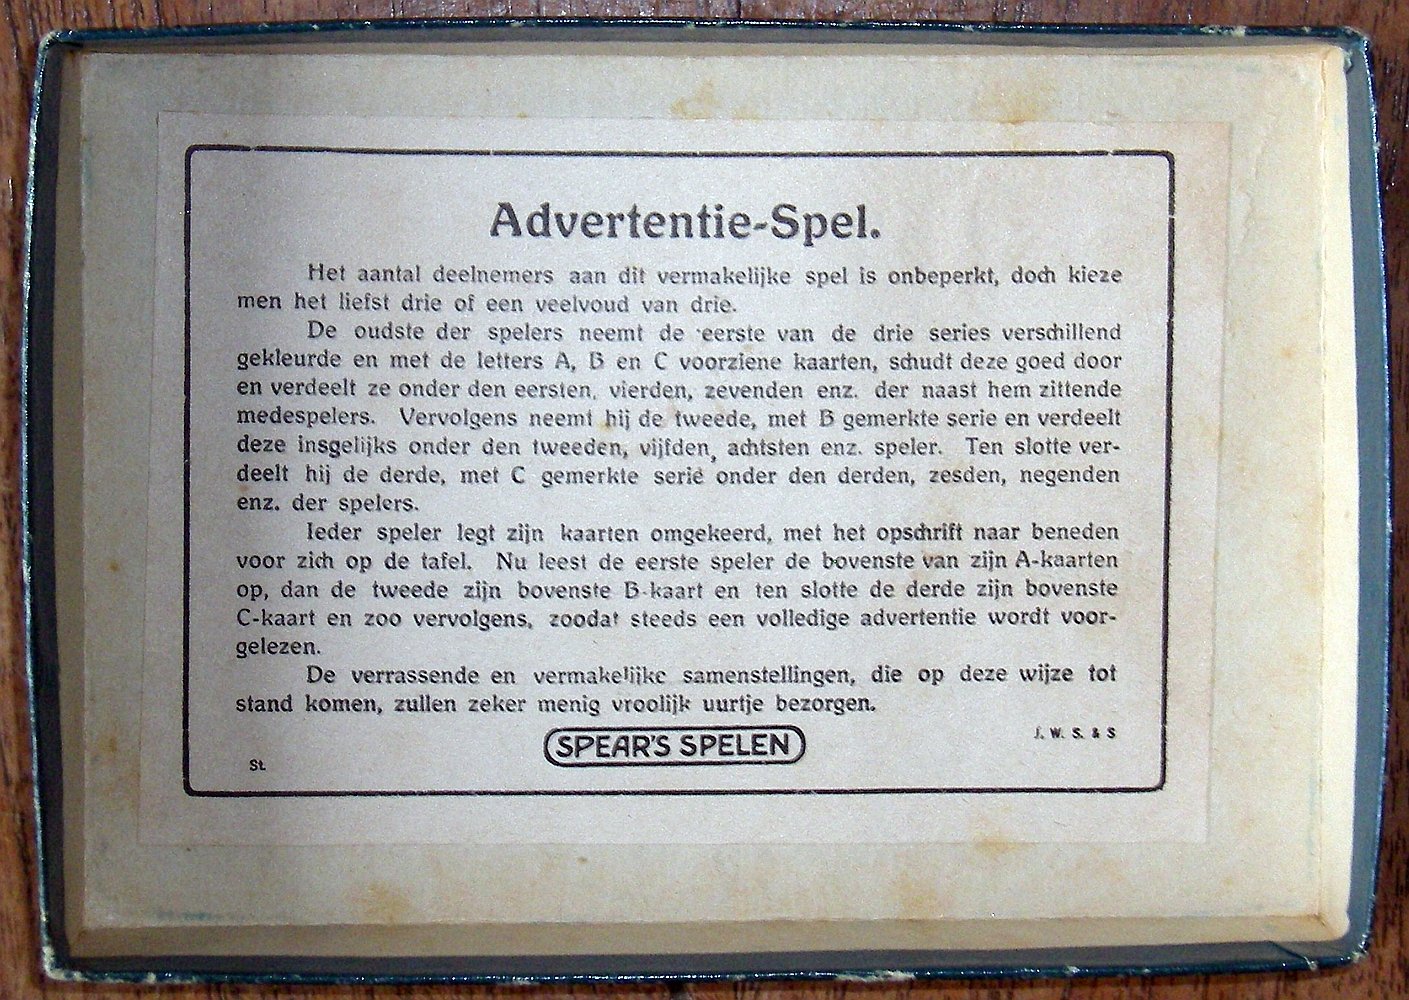 Advertentie-Spel.
Het aantal deelnemers aan dit vermakelijke spel is onbeperkt, doch kieze
men het liefst drie of een veelvoud van drie.
De oudste der spelers neemt de eerste van de drie series verschillend
gekleurde en met de letters A, B en C voorziene kaarten, schudt deze goed door
en verdeelt ze onder den eersten, vierden, zevenden enz. der naast hem zittende
medespelers. Vervolgens neemt hij de tweede, met B gemerkte serie en verdeelt
deze insgelijks onder den tweeden, vijfden, achtsten enz. speler. Ten slotte ver-
deelt hij de derde, met C gemerkte serie onder den derden, zesden, negenden
enz. der spelers.
Ieder speler legt zijn kaarten omgekeerd, met het opschrift naar beneden
voor zich op de tafel. Nu leest de eerste speler de bovenste van zijn A-kaarten
op, dan de tweede zijn bovenste B-kaart en ten slotte de derde zijn bovenste
C-kaart en zoo vervolgens, zoodat steeds een volledige advertentie wordt voor-
gelezen.
De verrassende en vermakelijke samenstellingen, die op deze wijze tot
stand komen, zullen zeker menig vroolijk uurtje bezorgen.
J. W. S. & S
SPEAR'S SPELEN
St.